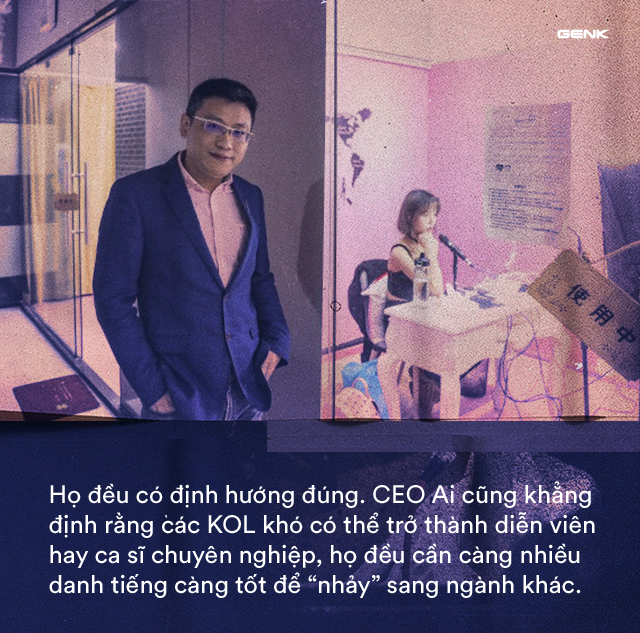 GENK
使用中
Họ đều có định hướng đúng. CEO Ai cũng khẳng
định rằng các KOL khó có thể trở thành diễn viên
hay ca sĩ chuyên nghiệp, họ đều cần càng nhiều
danh tiếng càng tốt để “nhảy” sang ngành khác.